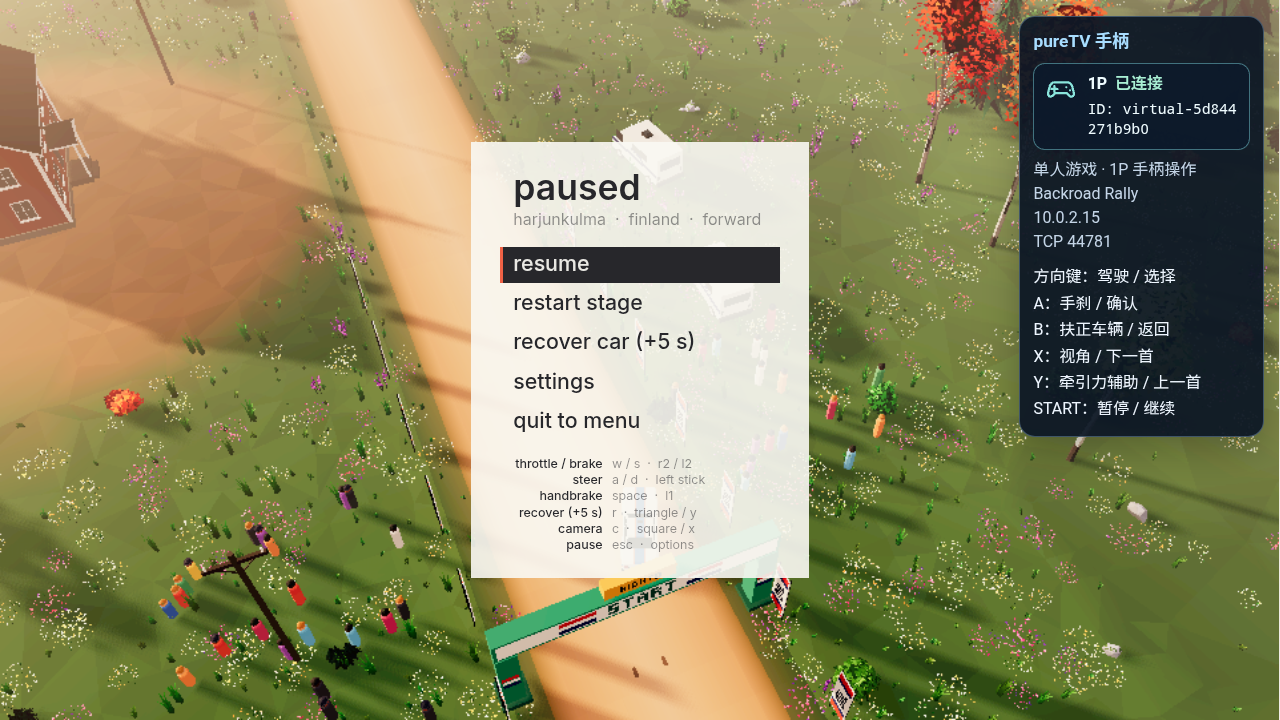 paused
harjunkulma · finland · forward
resume
restart stage
recover car (+5 s)
settings
quit to menu
throttle / brake w / s · r2 / l2
steer a / d · left stick
handbrake space · l1
recover (+5 s) r · triangle / y
camera c · square / x
pause esc · options
START
pureTV 手柄
1P 已连接
ID: virtual-5d844
271b9b0
单人游戏 · 1P 手柄操作
Backroad Rally
10.0.2.15
TCP 44781
方向键：驾驶 / 选择
A：手刹 / 确认
B：扶正车辆 / 返回
X：视角 / 下一首
Y：牵引力辅助 / 上一首
START：暂停 / 继续